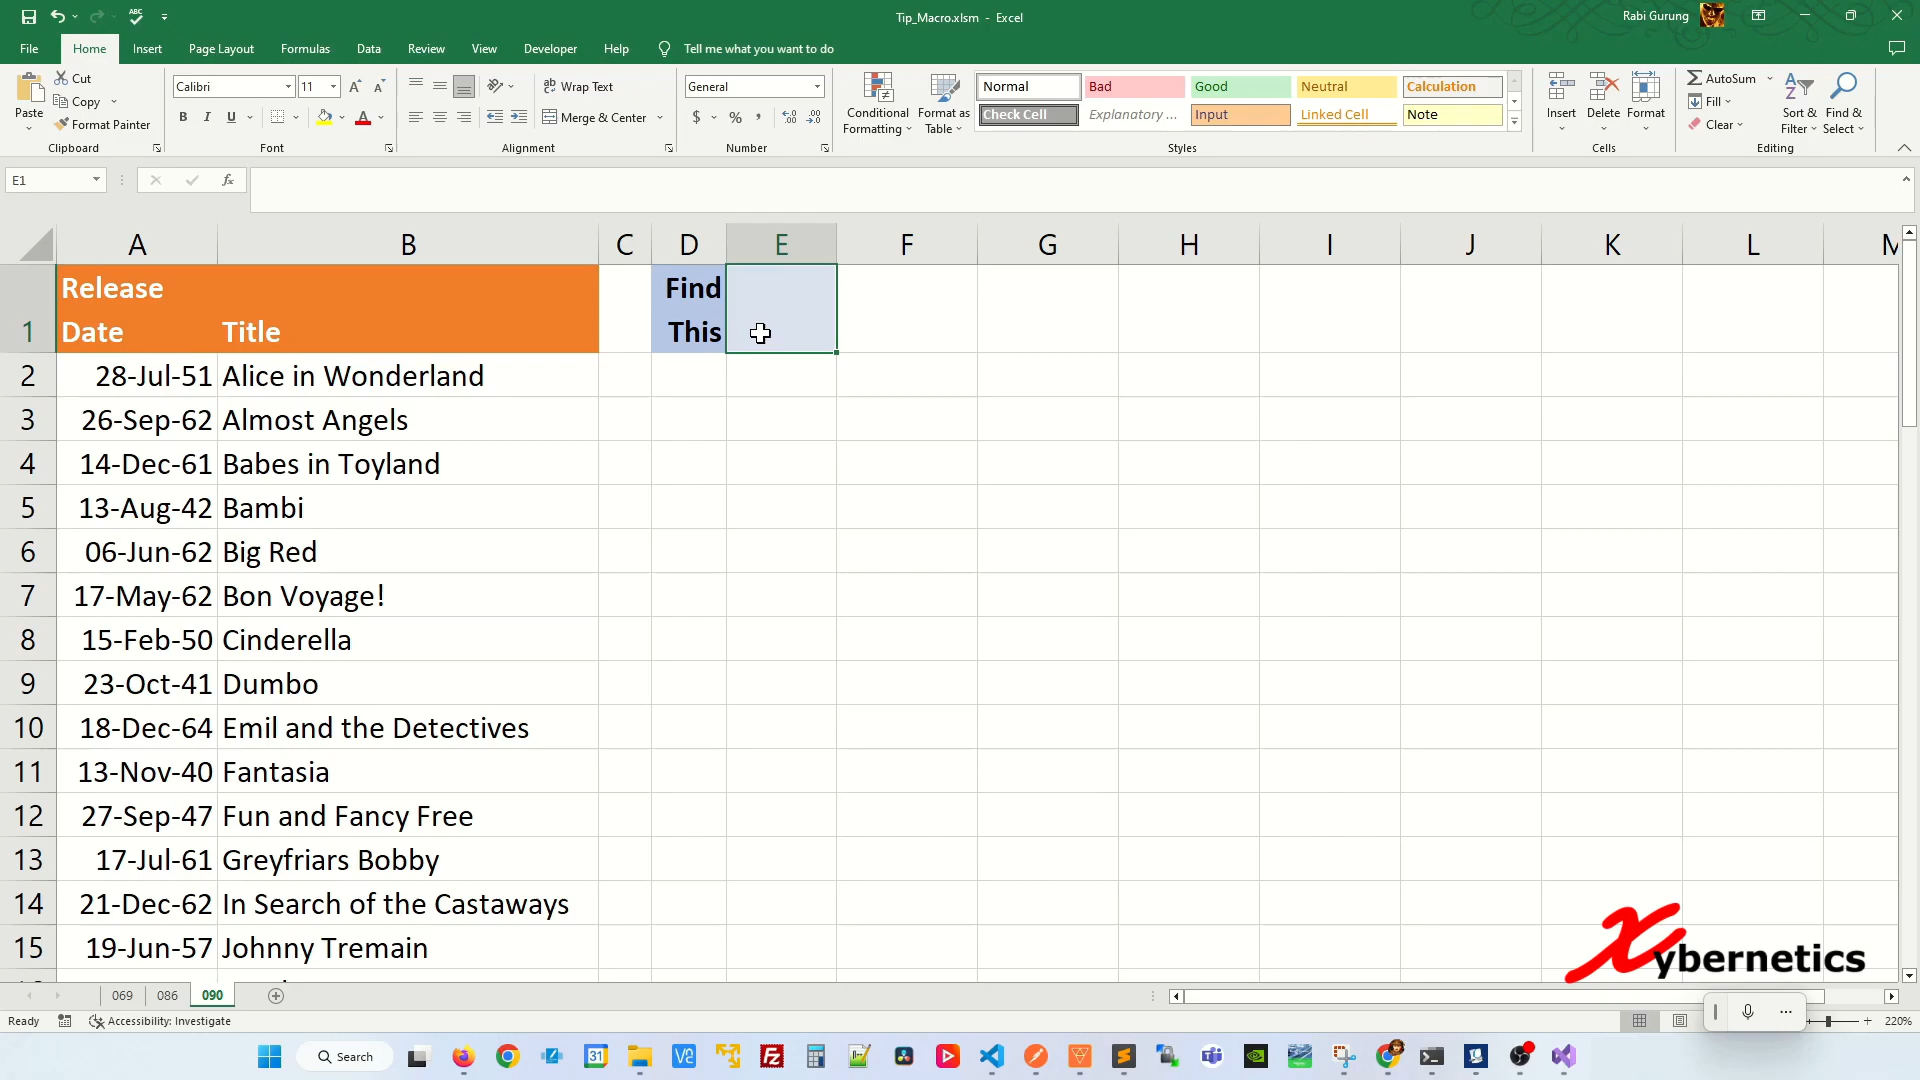 Tip_Macro.xlsm - Excel
Rabi Gurung
File Home Insert Page Layout Formulas Data Review View Developer Help Tell me what you want to do
Paste
Cut
Copy
Format Painter
Clipboard
Calibri 11
B I U
Font
Wrap Text
Merge & Center
Alignment
General
$ % ,
Number
Conditional Formatting
Format as Table
Normal Bad Good Neutral Calculation
Check Cell Explanatory ... Input Linked Cell Note
Styles
Insert Delete Format
Cells
AutoSum
Fill
Clear
Sort & Filter
Find & Select
Editing
E1 fx
A B C D E F G H I J K L M
1 Release Date Title Find This
2 28-Jul-51 Alice in Wonderland
3 26-Sep-62 Almost Angels
4 14-Dec-61 Babes in Toyland
5 13-Aug-42 Bambi
6 06-Jun-62 Big Red
7 17-May-62 Bon Voyage!
8 15-Feb-50 Cinderella
9 23-Oct-41 Dumbo
10 18-Dec-64 Emil and the Detectives
11 13-Nov-40 Fantasia
12 27-Sep-47 Fun and Fancy Free
13 17-Jul-61 Greyfriars Bobby
14 21-Dec-62 In Search of the Castaways
15 19-Jun-57 Johnny Tremain
Xybernetics
069 086 090
Ready Accessibility: Investigate 220%
Search